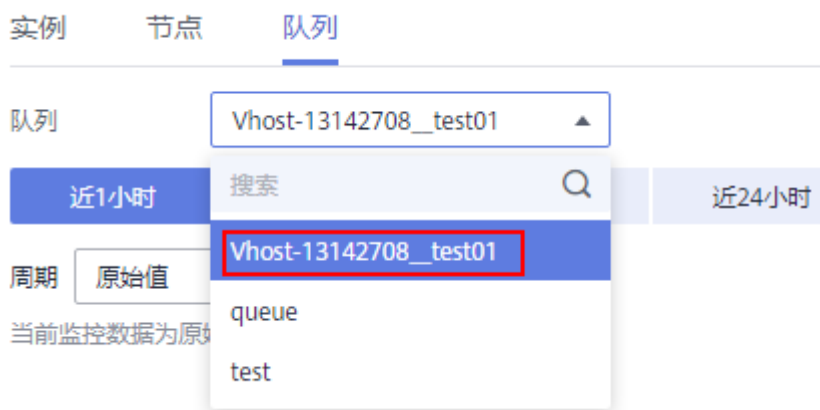 实例 节点 队列
队列 Vhost-13142708__test01
搜索
近1小时 近24小时
Vhost-13142708__test01
周期 原始值
queue
当前监控数据为原
test